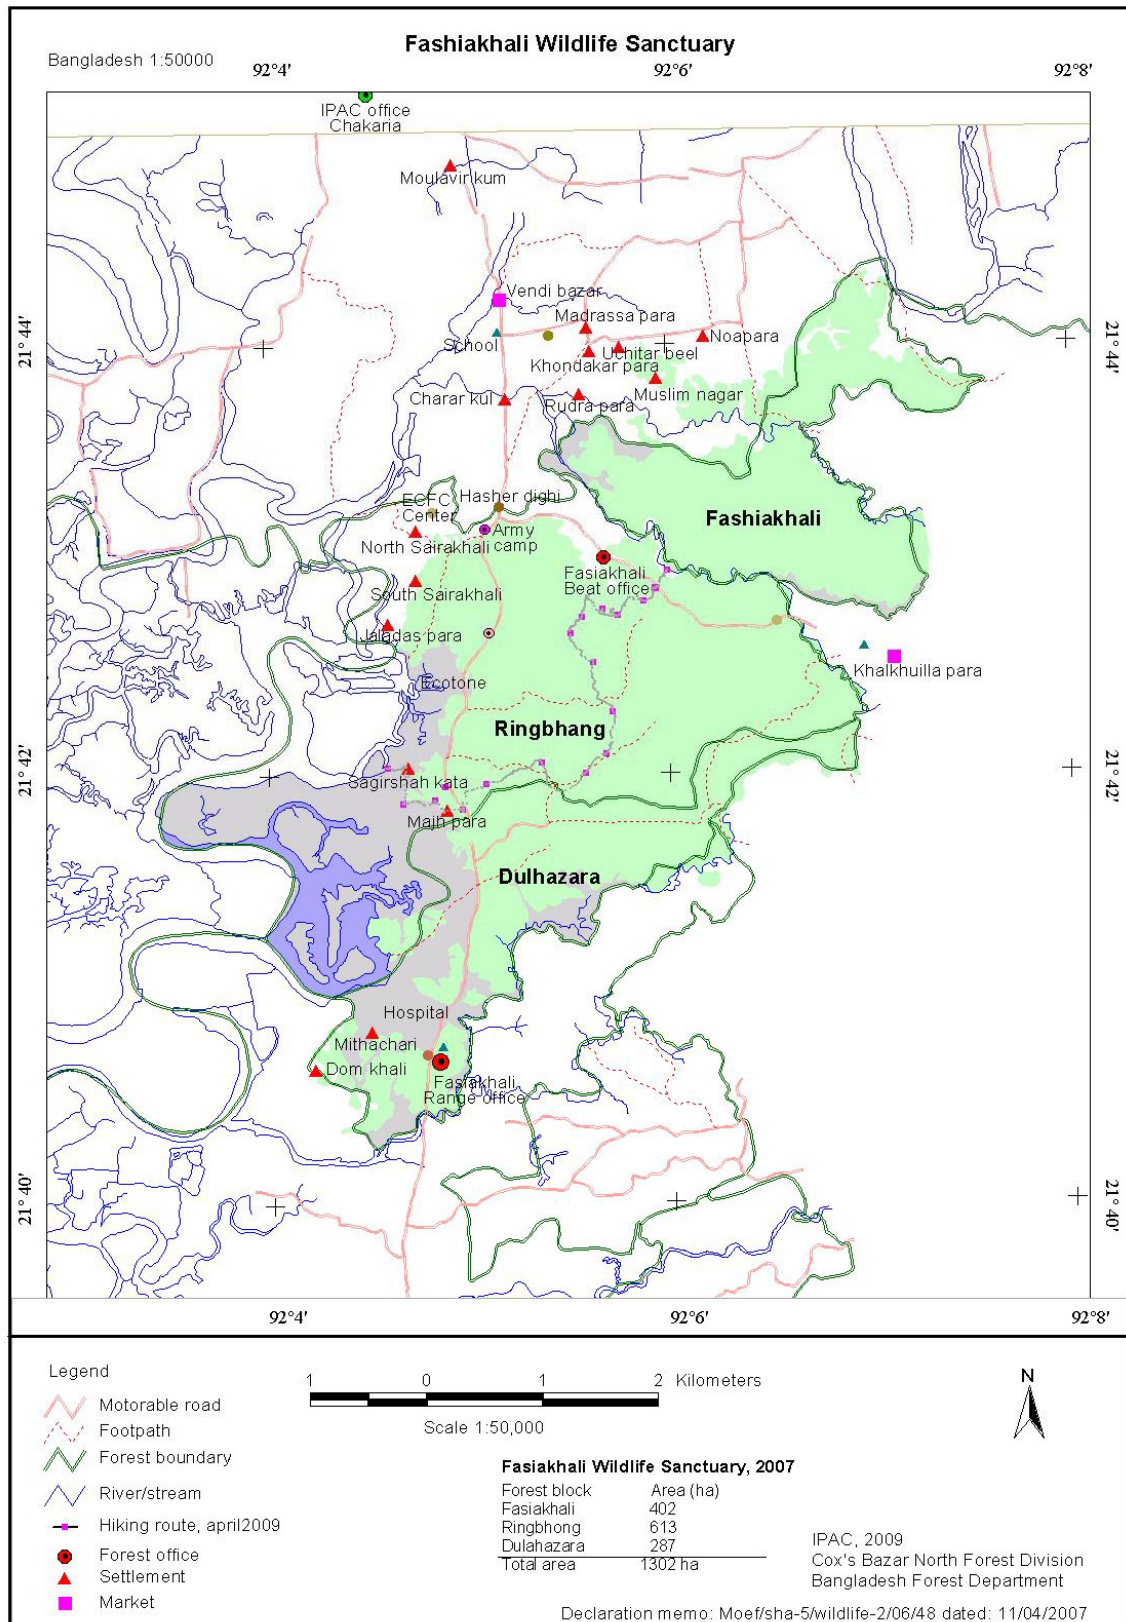 Fashiakhali Wildlife Sanctuary
Bangladesh 1:50000
92°4'
92°6'
92°8'
IPAC office
Chakaria
Moulavir kum
Vendi bazar
Madrassa para
School
Noapara
Uchitar beel
Khondakar para
Muslim nagar
Charar kul
Rudra para
21° 44'
21° 44'
Hasher dighi
ECFC
Center
Army
camp
Fashiakhali
North Sairakhali
Fasiakhali
Beat office
South Sairakhali
Jaladas para
Khalkhuilla para
Ecotone
Ringbhang
21° 42'
21° 42'
Sagirshah kata
Majh para
Dulhazara
Hospital
Mithachari
Dom khali
Fasiakhali
Range office
21° 40'
21° 40'
92°4'
92°6'
92°8'
Legend
Motorable road
Footpath
Forest boundary
River/stream
Hiking route, april2009
Forest office
Settlement
Market
1 0 1 2 Kilometers
Scale 1:50,000
N
Fasiakhali Wildlife Sanctuary, 2007
Forest block Area (ha)
Fasiakhali 402
Ringbhong 613
Dulahazara 287
Total area 1302 ha
IPAC, 2009
Cox's Bazar North Forest Division
Bangladesh Forest Department
Declaration memo: Moef/sha-5/wildlife-2/06/48 dated: 11/04/2007